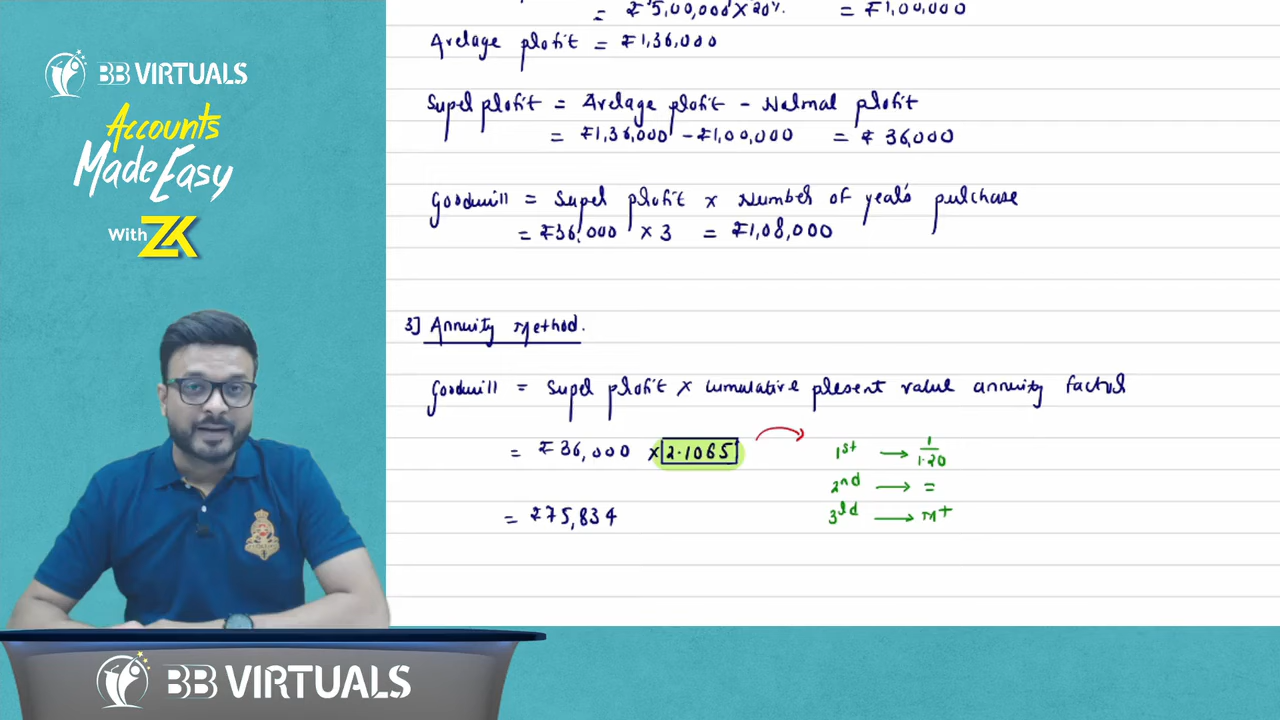 BB VIRTUALS
Accounts
Made Easy
With ZK
= ₹5,00,000 X 20% = ₹1,00,000
Average profit = ₹1,36,000
Super profit = Average profit - Normal profit
= ₹1,36,000 - ₹1,00,000 = ₹36,000
Goodwill = Super profit x Number of year's purchase
= ₹36,000 x 3 = ₹1,08,000
3] Annuity Method.
Goodwill = Super profit x cumulative present value annuity factor
= ₹36,000 x 2.1065
1st → 1/1.20
2nd → =
3rd → M+
= ₹75,834
BB VIRTUALS